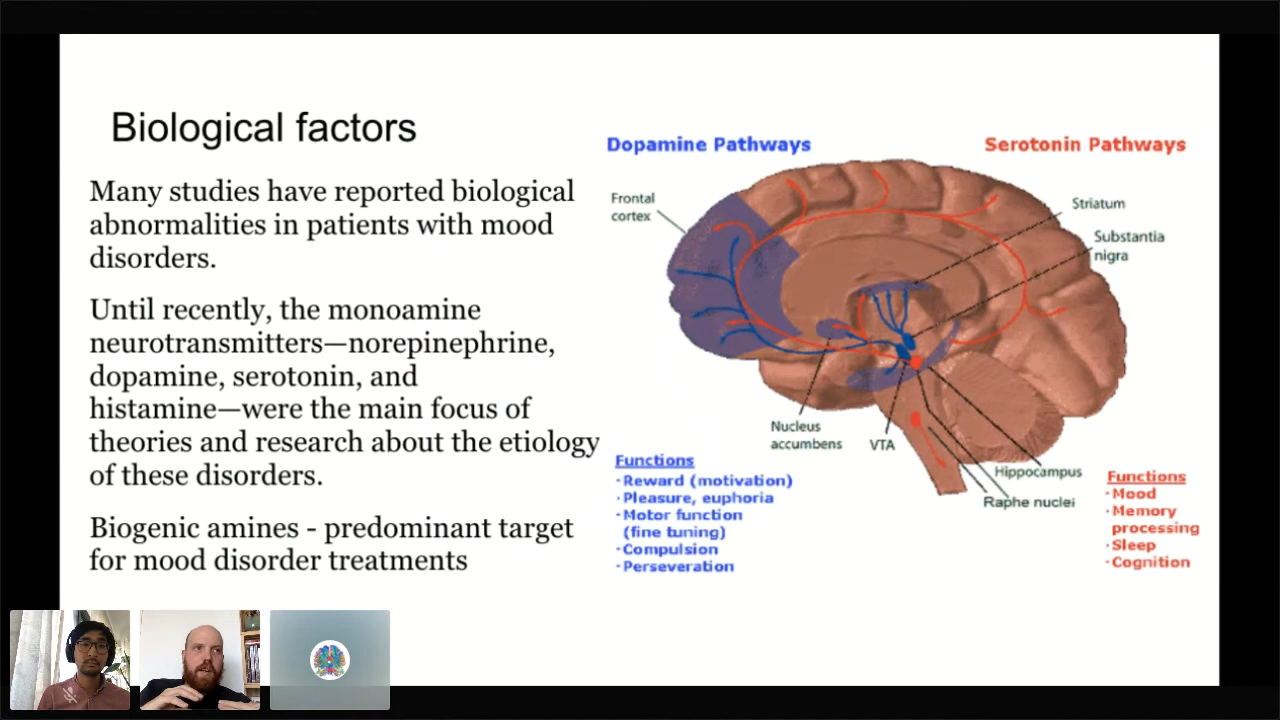 Biological factors
Many studies have reported biological
abnormalities in patients with mood
disorders.
Until recently, the monoamine
neurotransmitters—norepinephrine,
dopamine, serotonin, and
histamine—were the main focus of
theories and research about the etiology
of these disorders.
Biogenic amines - predominant target
for mood disorder treatments
Dopamine Pathways
Serotonin Pathways
Frontal
cortex
Striatum
Substantia
nigra
Nucleus
accumbens
VTA
Hippocampus
Raphe nuclei
Functions
·Reward (motivation)
·Pleasure, euphoria
·Motor function
(fine tuning)
·Compulsion
·Perseveration
Functions
·Mood
·Memory
processing
·Sleep
·Cognition